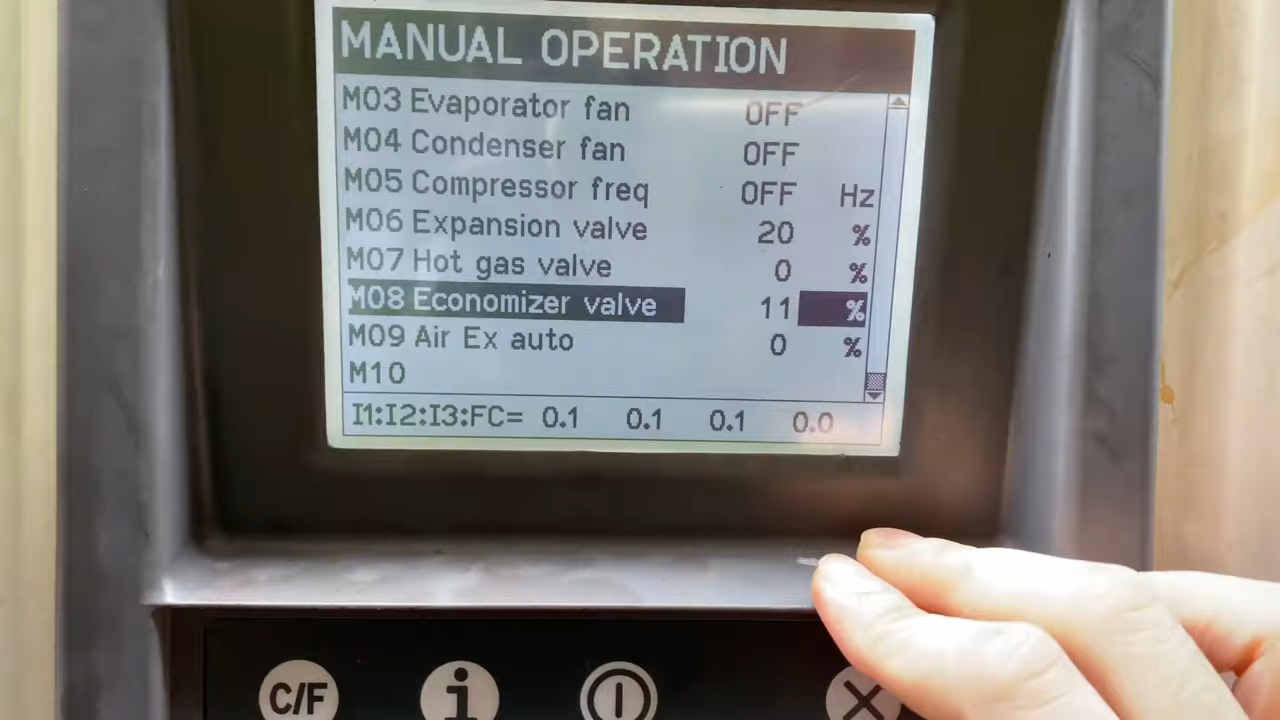 MANUAL OPERATION
M03 Evaporator fan OFF
M04 Condenser fan OFF
M05 Compressor freq OFF Hz
M06 Expansion valve 20 %
M07 Hot gas valve 0 %
M08 Economizer valve 11 %
M09 Air Ex auto 0 %
M10
I1:I2:I3:FC= 0.1 0.1 0.1 0.0
C/F i X